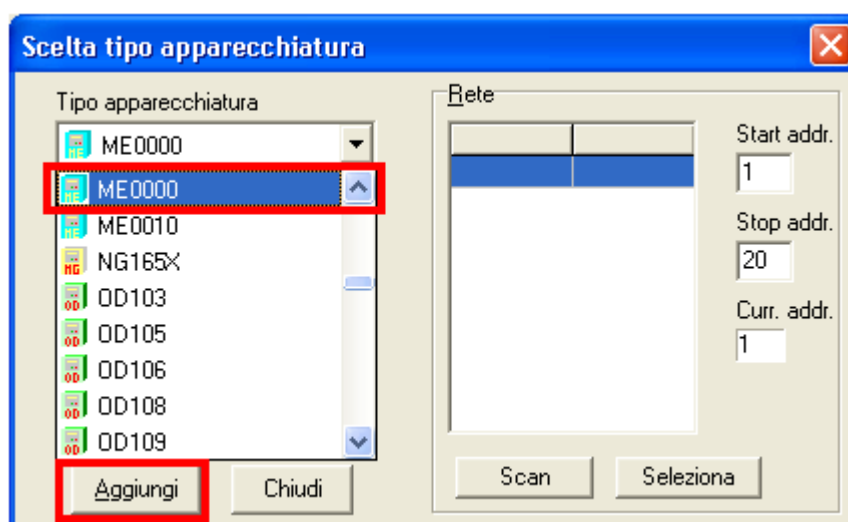 Scelta tipo apparecchiatura
Tipo apparecchiatura
ME0000
ME0000
ME0010
NG165X
OD103
OD105
OD106
OD108
OD109
Aggiungi
Chiudi
Rete
Start addr.
1
Stop addr.
20
Curr. addr.
1
Scan
Seleziona